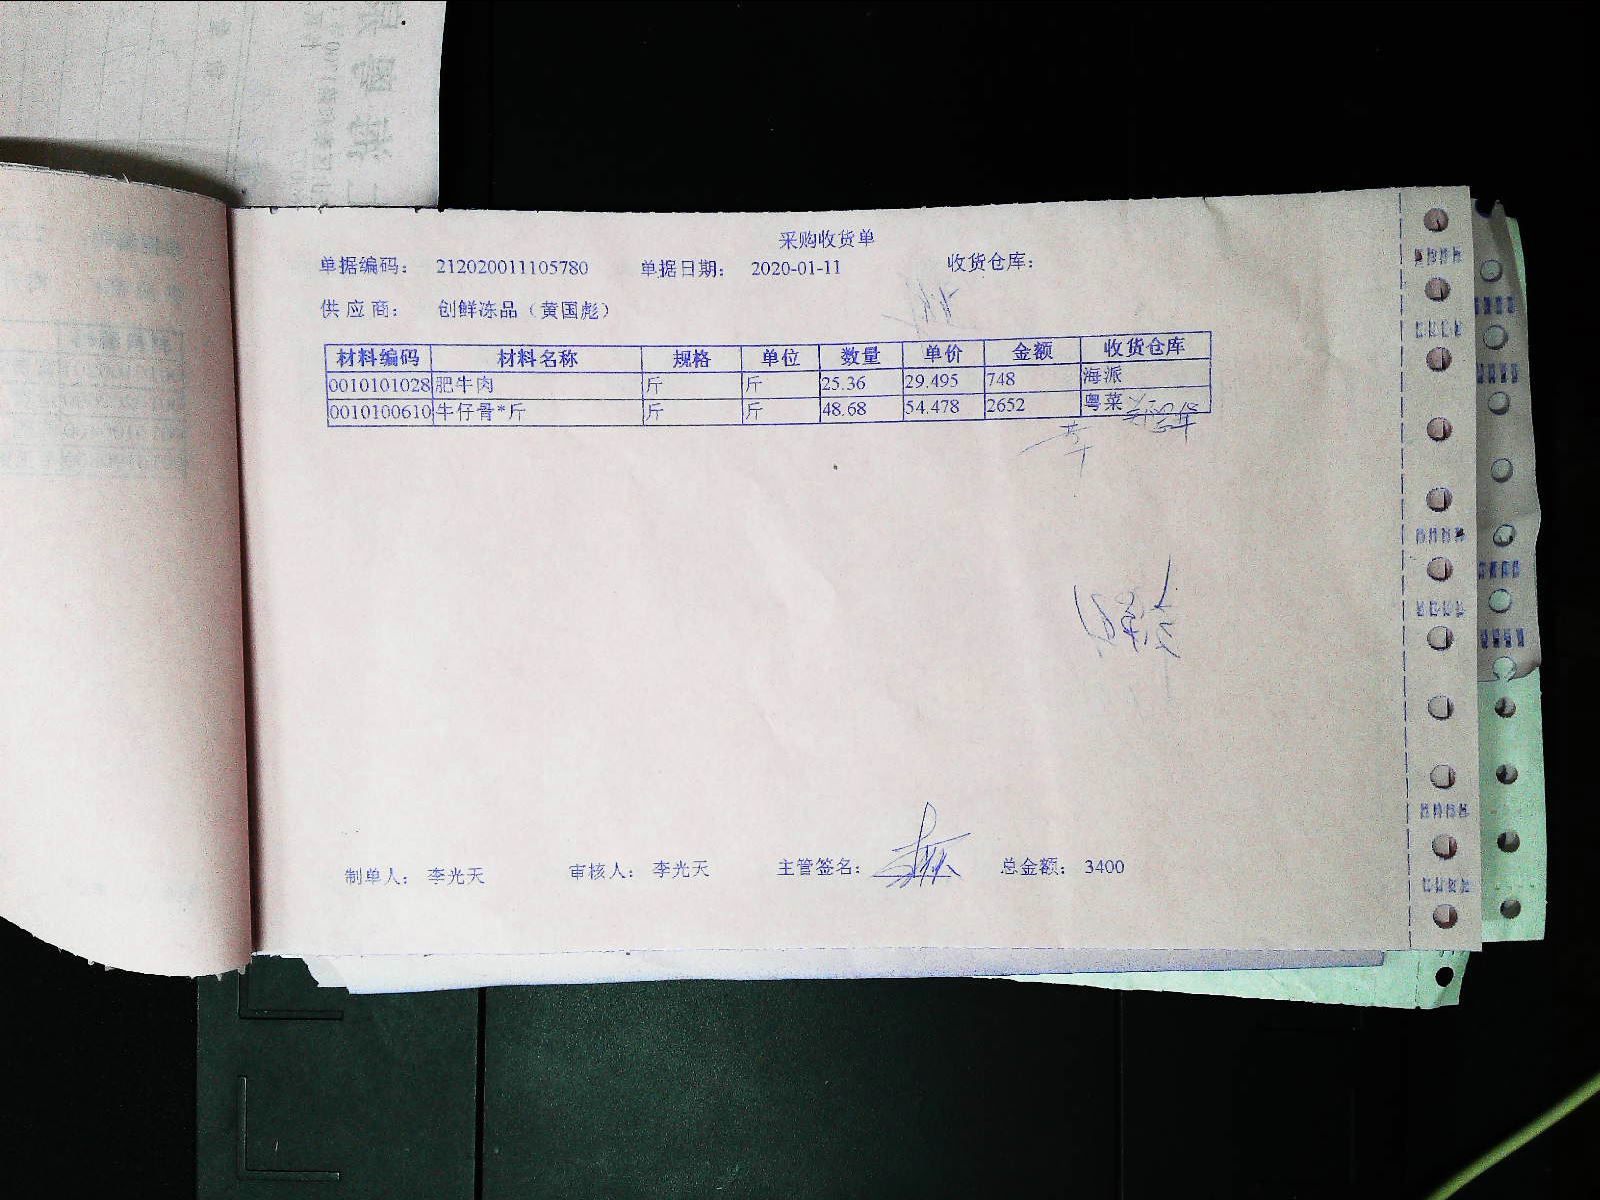 采购收货单
单据编码： 212020011105780 单据日期： 2020-01-11 收货仓库：
供应商： 创鲜冻品（黄国彪）
材料编码 材料名称 规格 单位 数量 单价 金额 收货仓库
0010101028 肥牛肉 斤 斤 25.36 29.495 748 海派
0010100610 牛仔骨*斤 斤 斤 48.68 54.478 2652 粤菜
制单人： 李光天 审核人： 李光天 主管签名： 总金额： 3400